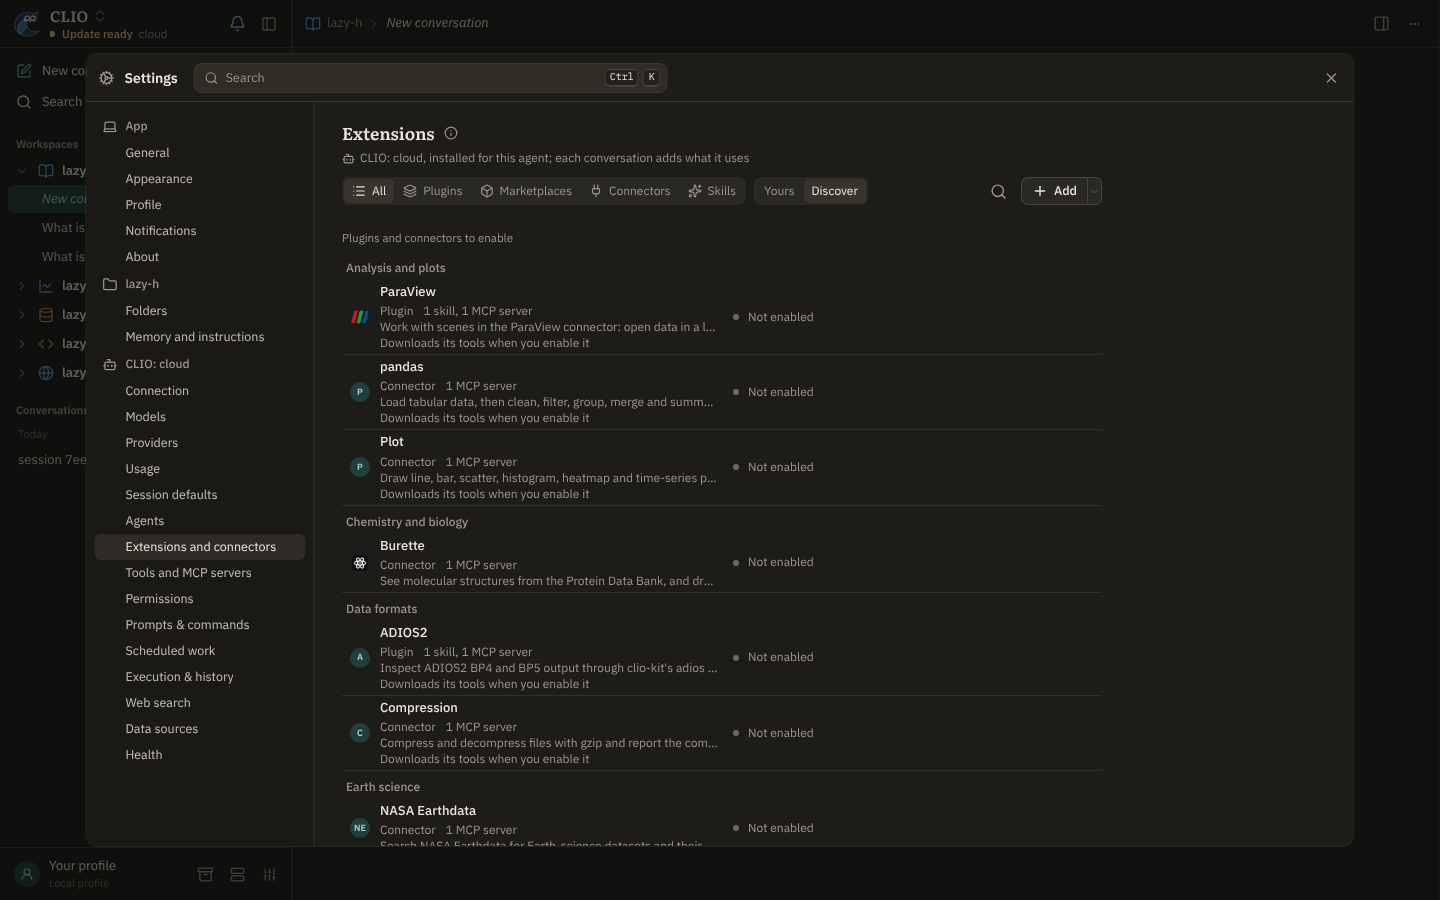 CLIO
Update ready cloud
lazy-h
New conversation
Settings
Search
Ctrl K
New co
Search
Workspaces
lazy
New con
What is
What is
lazy
lazy
lazy
lazy
Conversations
Today
session 7ee
Your profile
Local profile
App
General
Appearance
Profile
Notifications
About
lazy-h
Folders
Memory and instructions
CLIO: cloud
Connection
Models
Providers
Usage
Session defaults
Agents
Extensions and connectors
Tools and MCP servers
Permissions
Prompts & commands
Scheduled work
Execution & history
Web search
Data sources
Health
Extensions
CLIO: cloud, installed for this agent; each conversation adds what it uses
All Plugins Marketplaces Connectors Skills Yours Discover
Add
Plugins and connectors to enable
Analysis and plots
ParaView
Plugin 1 skill, 1 MCP server
Work with scenes in the ParaView connector: open data in a l...
Downloads its tools when you enable it
Not enabled
P
pandas
Connector 1 MCP server
Load tabular data, then clean, filter, group, merge and summ...
Downloads its tools when you enable it
Not enabled
P
Plot
Connector 1 MCP server
Draw line, bar, scatter, histogram, heatmap and time-series p...
Downloads its tools when you enable it
Not enabled
Chemistry and biology
Burette
Connector 1 MCP server
See molecular structures from the Protein Data Bank, and dr...
Not enabled
Data formats
A
ADIOS2
Plugin 1 skill, 1 MCP server
Inspect ADIOS2 BP4 and BP5 output through clio-kit's adios ...
Downloads its tools when you enable it
Not enabled
C
Compression
Connector 1 MCP server
Compress and decompress files with gzip and report the com...
Downloads its tools when you enable it
Not enabled
Earth science
NE
NASA Earthdata
Connector 1 MCP server
Search NASA Earthdata for Earth-science datasets and their
Not enabled